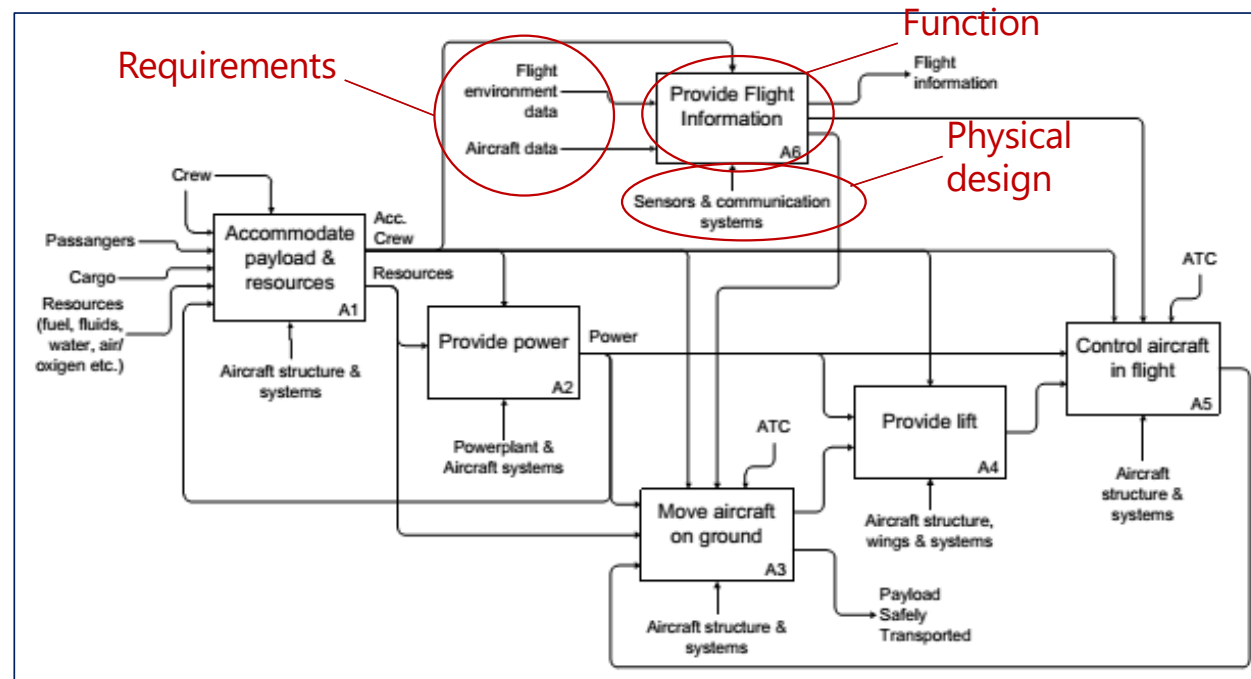 Function
Requirements
Flight
environment
data
Aircraft data
Provide Flight
Information
A6
Flight
information
Physical
design
Sensors & communication
systems
Crew
Passangers
Cargo
Resources
(fuel, fluids,
water, air/
oxigen etc.)
Accommodate
payload &
resources
A1
Acc.
Crew
Resources
Aircraft structure &
systems
Provide power
A2
Power
Powerplant &
Aircraft systems
ATC
Move aircraft
on ground
A3
Aircraft structure &
systems
Payload
Safely
Transported
Provide lift
A4
Aircraft structure,
wings & systems
ATC
Control aircraft
in flight
A5
Aircraft
structure &
systems